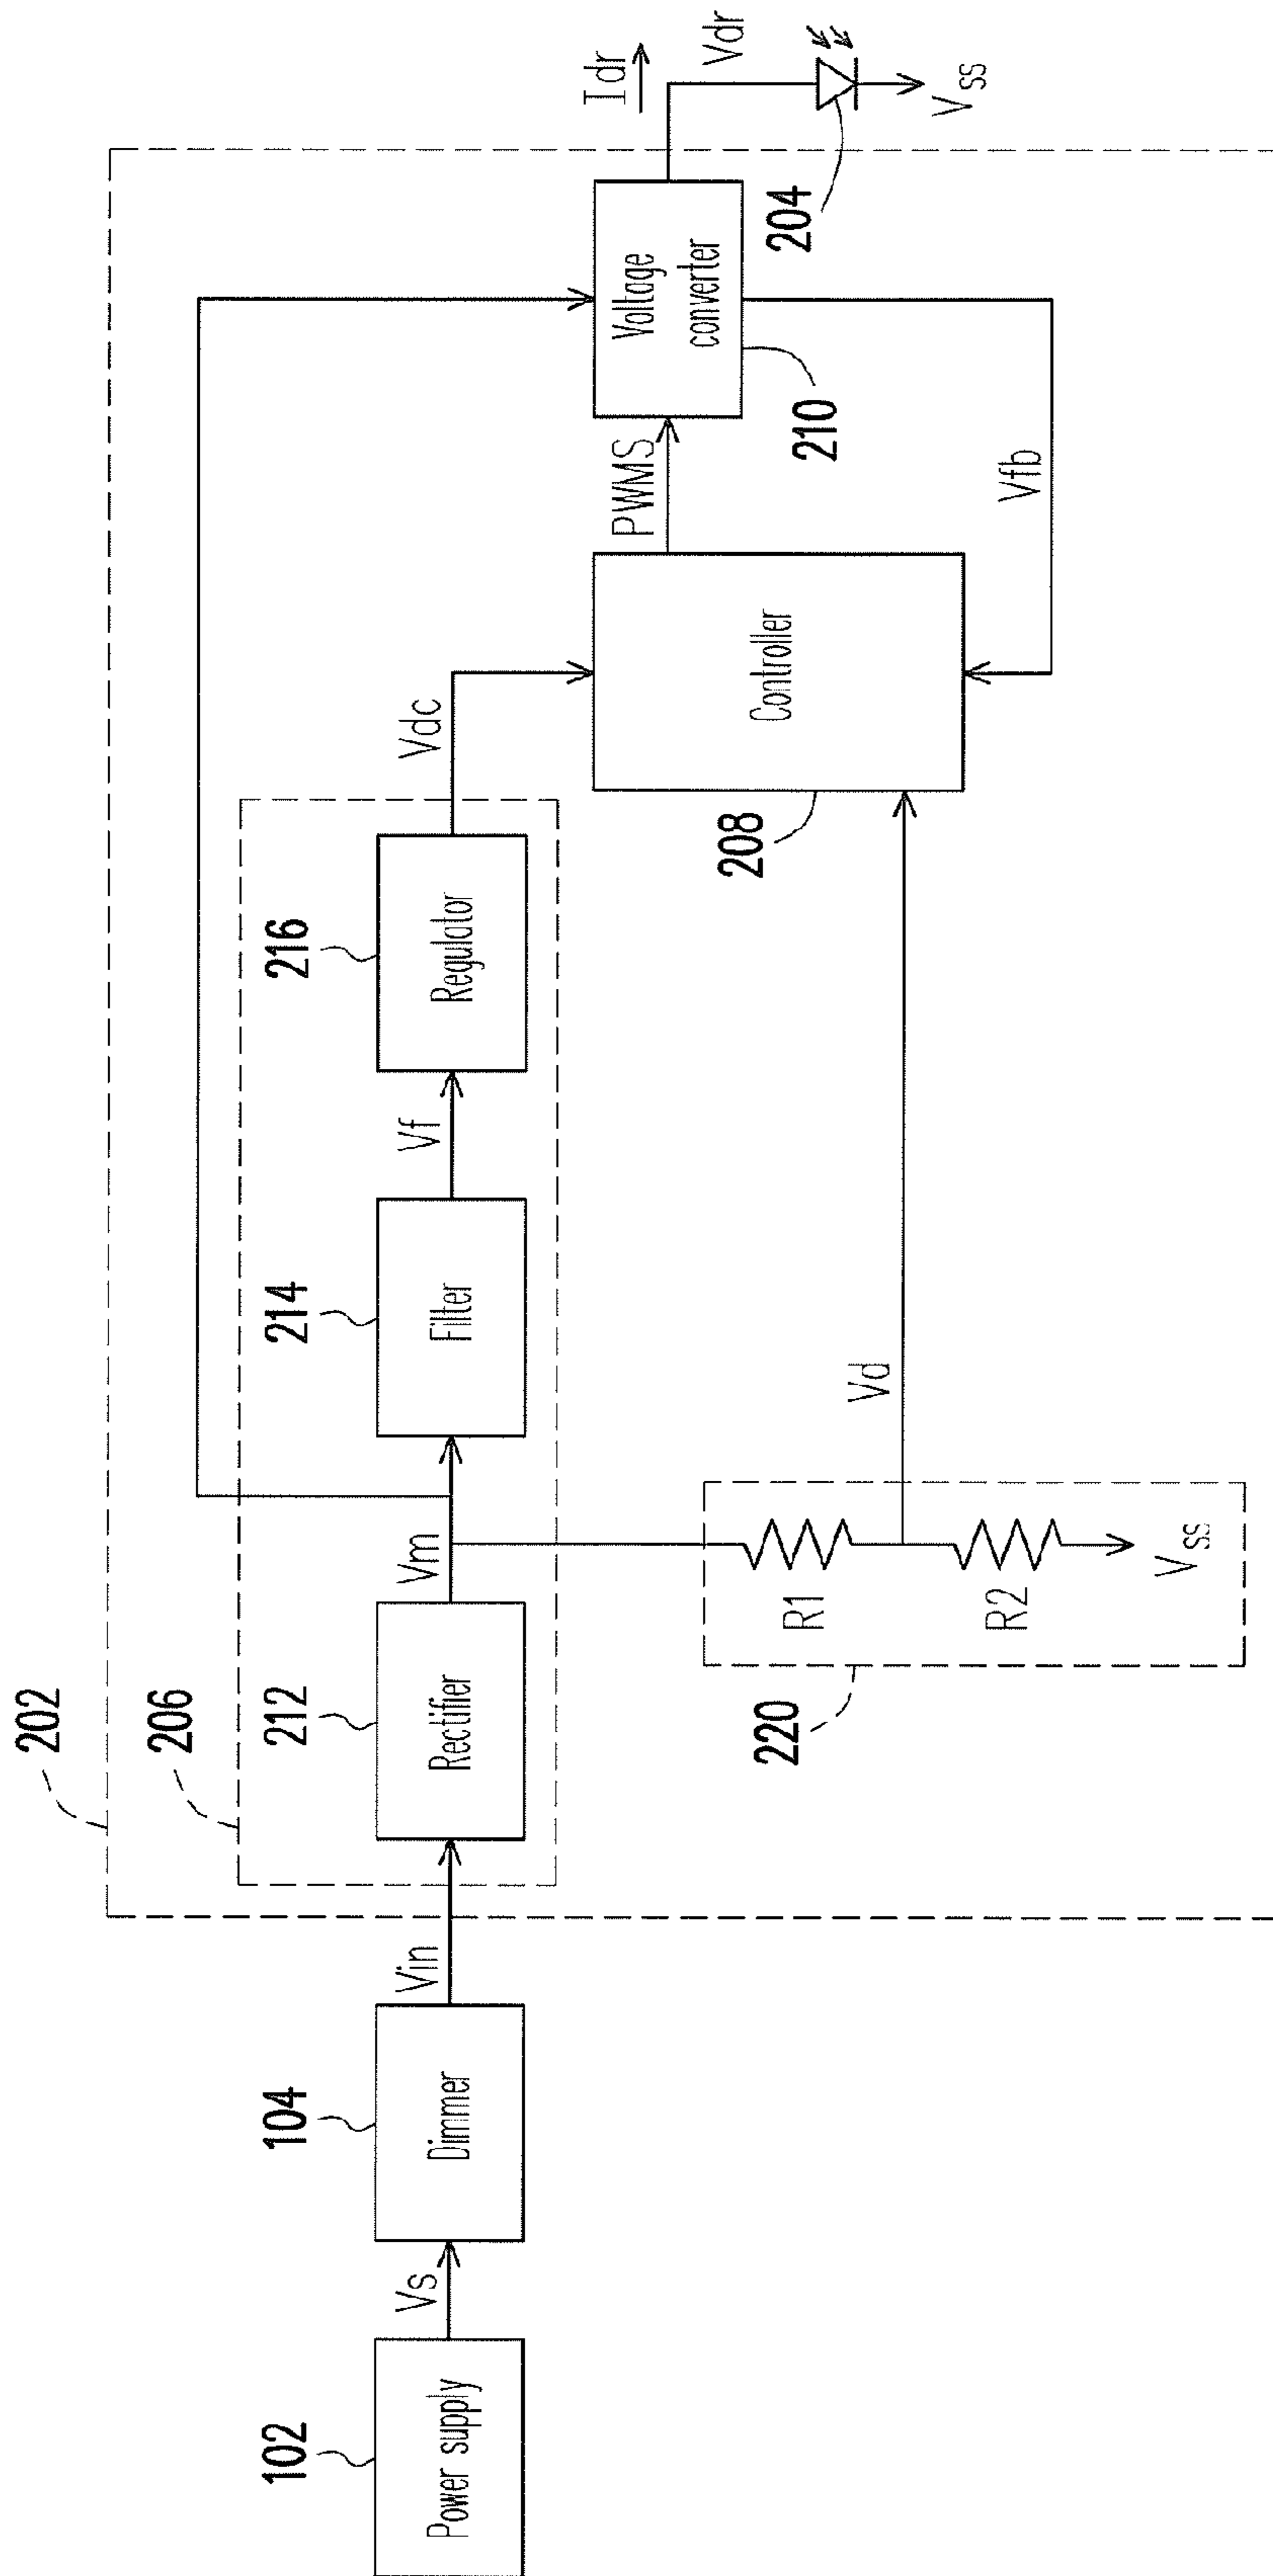 202
206
102
Power supply
Vs
104
Dimmer
Vin
212
Rectifier
Vm
214
Filter
Vf
216
Regulator
Vdc
220
R1
R2
Vss
Vd
208
Controller
PWMS
Vfb
Voltage
converter
210
Idr
Vdr
204
Vss